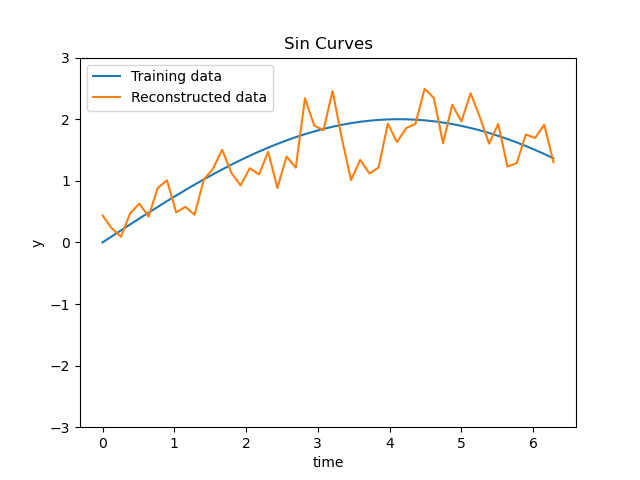 Sin Curves
Training data
Reconstructed data
3
2
1
0
−1
−2
−3
y
0 1 2 3 4 5 6
time